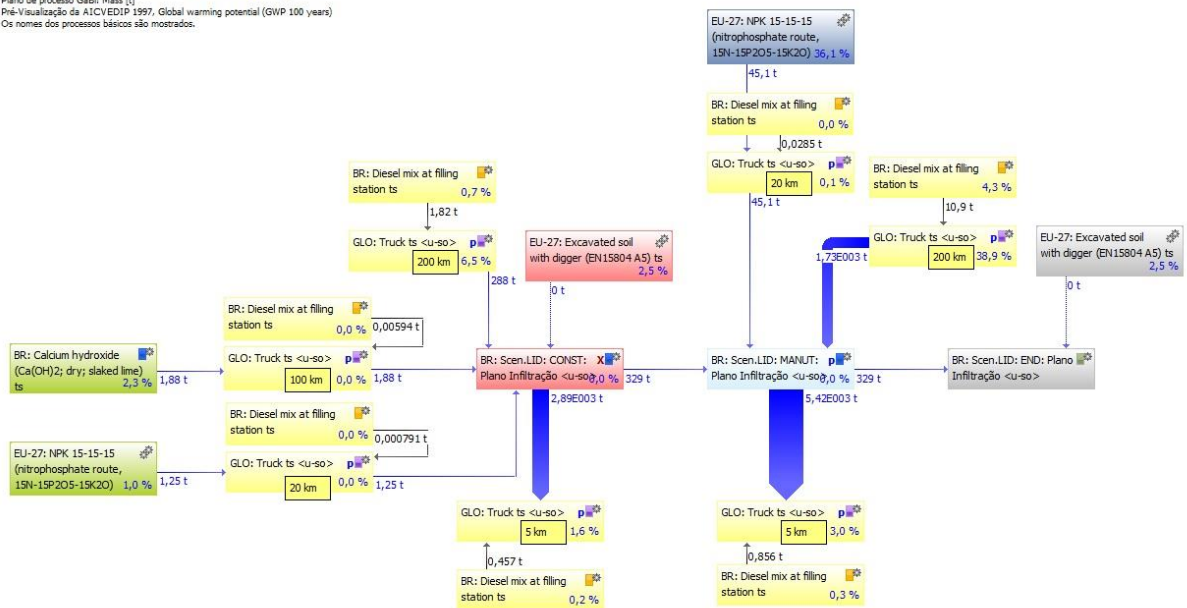 Plano de processo GaBi: Mass [t]
Pré-Visualização da AICVEDIP 1997, Global warming potential (GWP 100 years)
Os nomes dos processos básicos são mostrados.
EU-27: NPK 15-15-15
(nitrophosphate route,
15N-15P2O5-15K2O) 36,1 %
45,1 t
BR: Diesel mix at filling
station ts
0,0 %
0,0285 t
GLO: Truck ts <u-so> p
20 km
0,1 %
45,1 t
BR: Diesel mix at filling
station ts
4,3 %
10,9 t
GLO: Truck ts <u-so> p
200 km
38,9 %
1,73E003 t
BR: Diesel mix at filling
station ts
0,7 %
1,82 t
GLO: Truck ts <u-so> p
200 km
6,5 %
288 t
EU-27: Excavated soil
with digger (EN15804 A5) ts
2,5 %
0 t
EU-27: Excavated soil
with digger (EN15804 A5) ts
2,5 %
0 t
BR: Diesel mix at filling
station ts
0,0 %
0,00594 t
BR: Calcium hydroxide
(Ca(OH)2; dry; slaked lime)
ts
2,3 %
1,88 t
GLO: Truck ts <u-so> p
100 km
0,0 %
1,88 t
BR: Scen.LID: CONST: X
Plano Infiltração <u-so>
0,0 %
329 t
BR: Scen.LID: MANUT: p
Plano Infiltração <u-so>
0,0 %
329 t
BR: Scen.LID: END: Plano
Infiltração <u-so>
2,89E003 t
5,42E003 t
BR: Diesel mix at filling
station ts
0,0 %
0,000791 t
EU-27: NPK 15-15-15
(nitrophosphate route,
15N-15P2O5-15K2O) 1,0 %
1,25 t
GLO: Truck ts <u-so> p
20 km
0,0 %
1,25 t
GLO: Truck ts <u-so> p
5 km
1,6 %
0,457 t
BR: Diesel mix at filling
station ts
0,2 %
GLO: Truck ts <u-so> p
5 km
3,0 %
0,856 t
BR: Diesel mix at filling
station ts
0,3 %